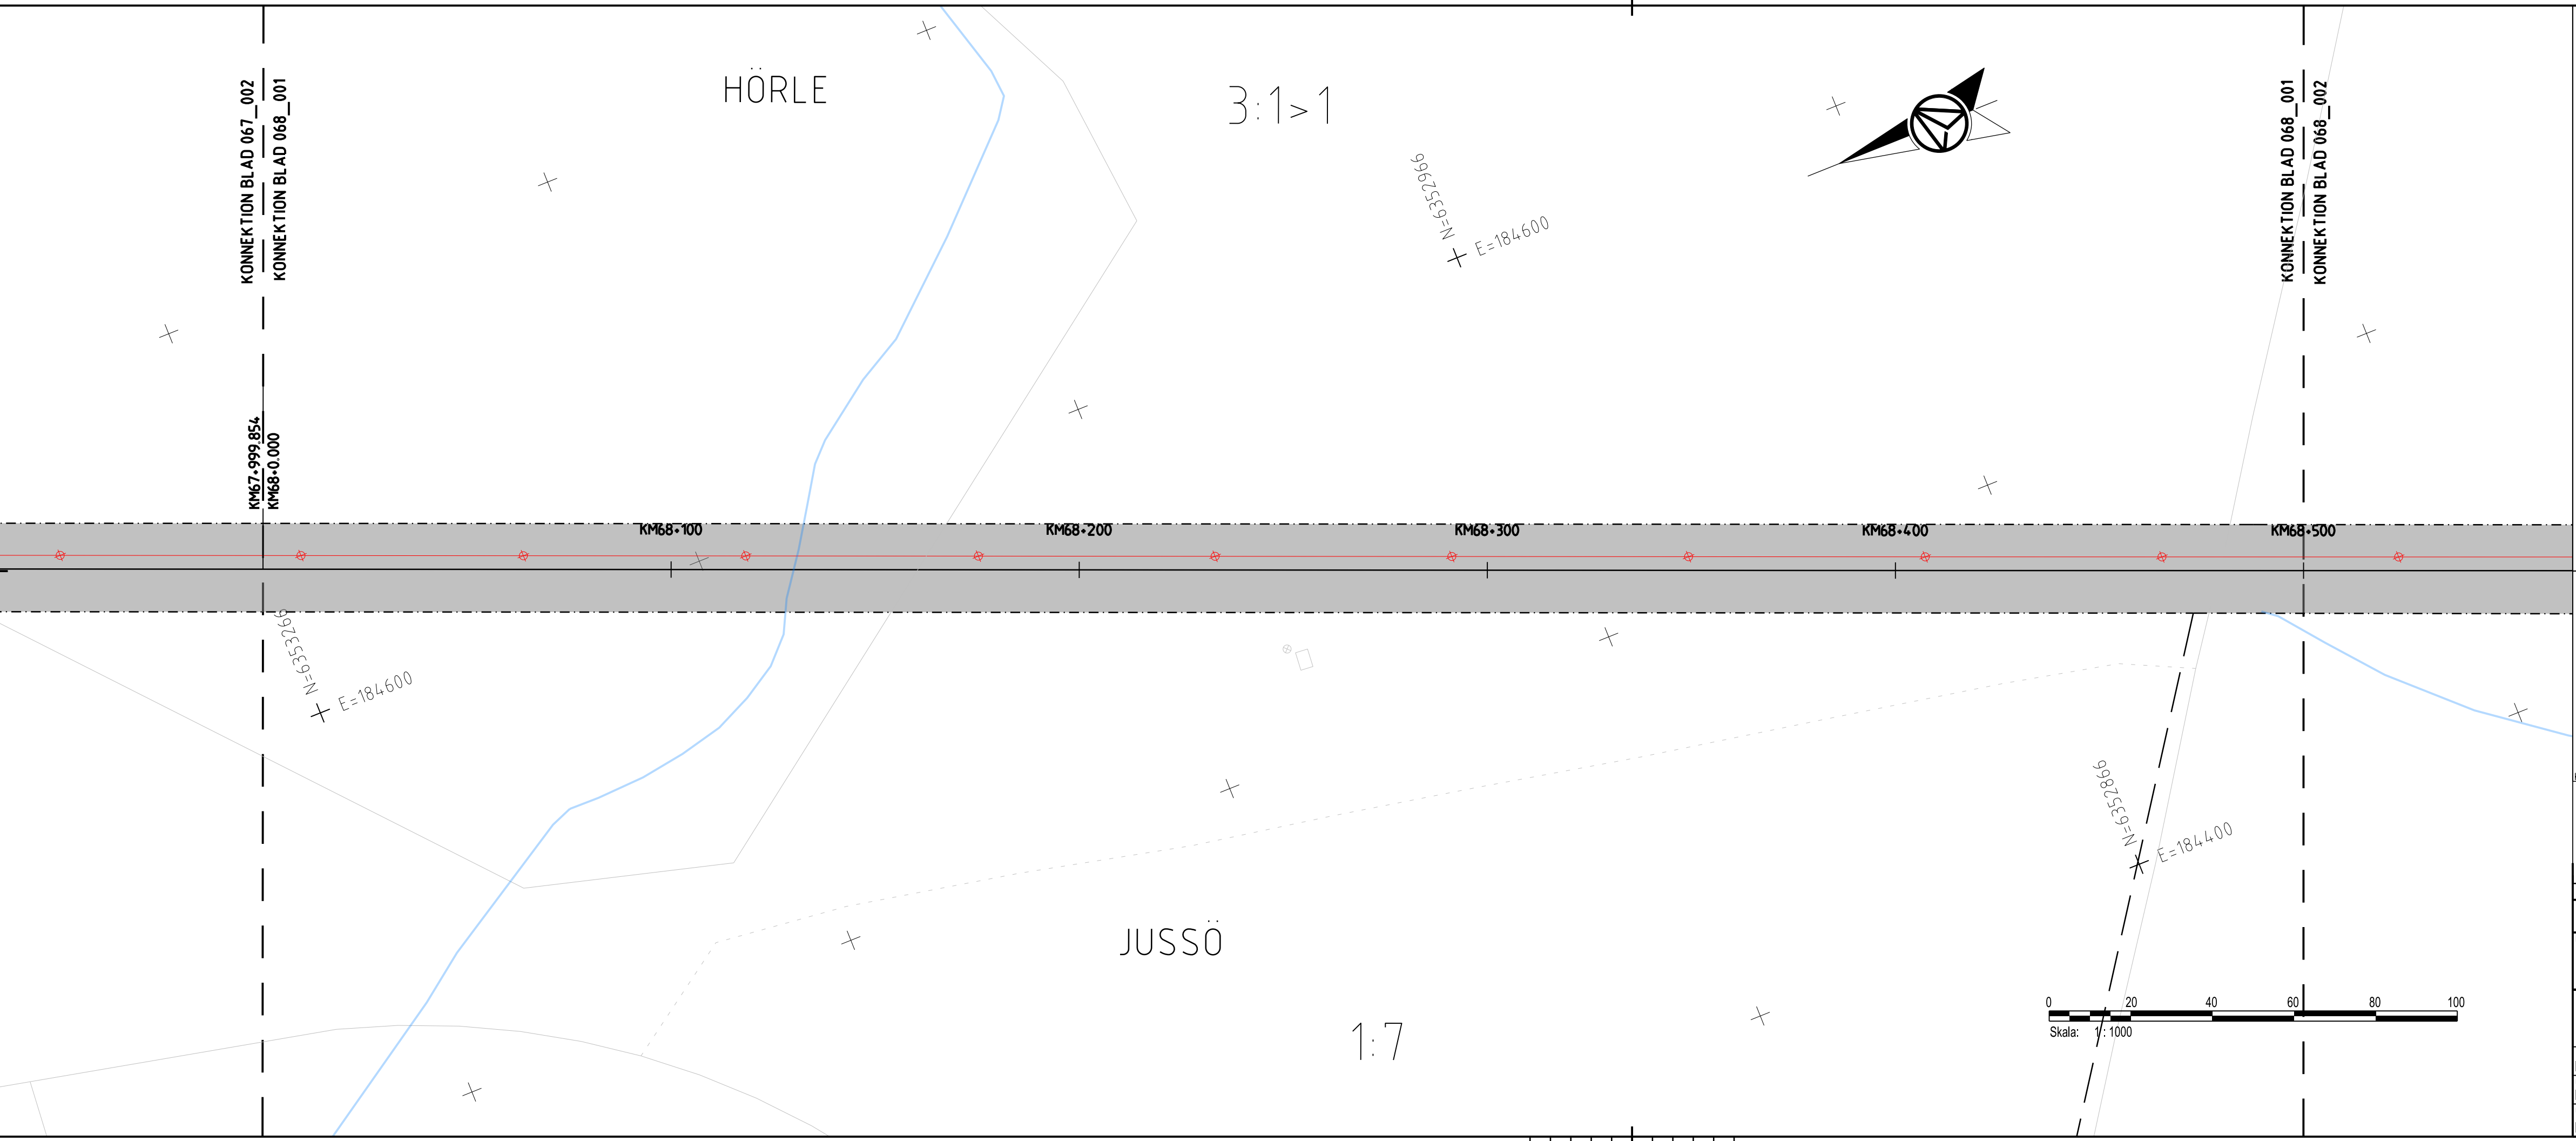 KONNEKTION BLAD 067_002
KONNEKTION BLAD 068_001
HÖRLE
3:1>1
N=6352966
E=184600
KONNEKTION BLAD 068_001
KONNEKTION BLAD 068_002
KM67+999.854
KM68+0.000
KM68+100
KM68+200
KM68+300
KM68+400
KM68+500
N=6353266
E=184600
N=6352866
E=184400
JUSSÖ
1:7
0 20 40 60 80 100
Skala: 1 : 1000